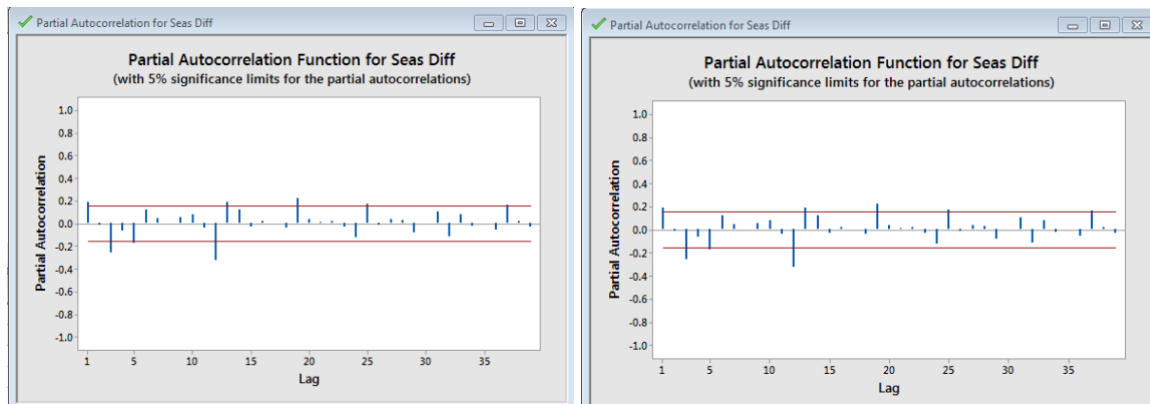 Partial Autocorrelation for Seas Diff
Partial Autocorrelation Function for Seas Diff
(with 5% significance limits for the partial autocorrelations)
Partial Autocorrelation
1.0
0.8
0.6
0.4
0.2
0.0
-0.2
-0.4
-0.6
-0.8
-1.0
1 5 10 15 20 25 30 35
Lag
Partial Autocorrelation for Seas Diff
Partial Autocorrelation Function for Seas Diff
(with 5% significance limits for the partial autocorrelations)
Partial Autocorrelation
1.0
0.8
0.6
0.4
0.2
0.0
-0.2
-0.4
-0.6
-0.8
-1.0
1 5 10 15 20 25 30 35
Lag